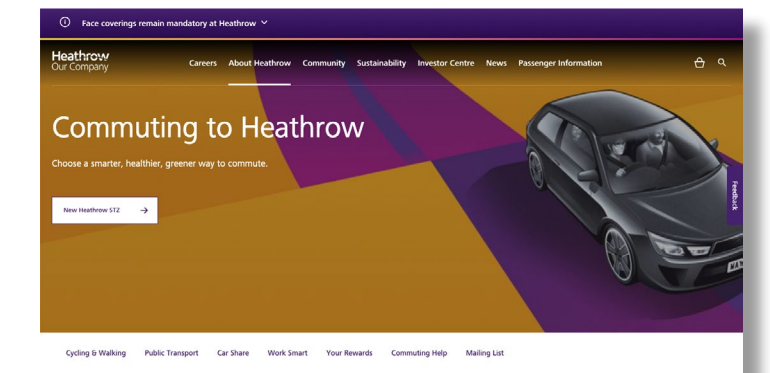 Face coverings remain mandatory at Heathrow
Heathrow
Our Company
Careers About Heathrow Community Sustainability Investor Centre News Passenger Information
Commuting to Heathrow
Choose a smarter, healthier, greener way to commute.
New Heathrow STZ
Feedback
Cycling & Walking Public Transport Car Share Work Smart Your Rewards Commuting Help Mailing List